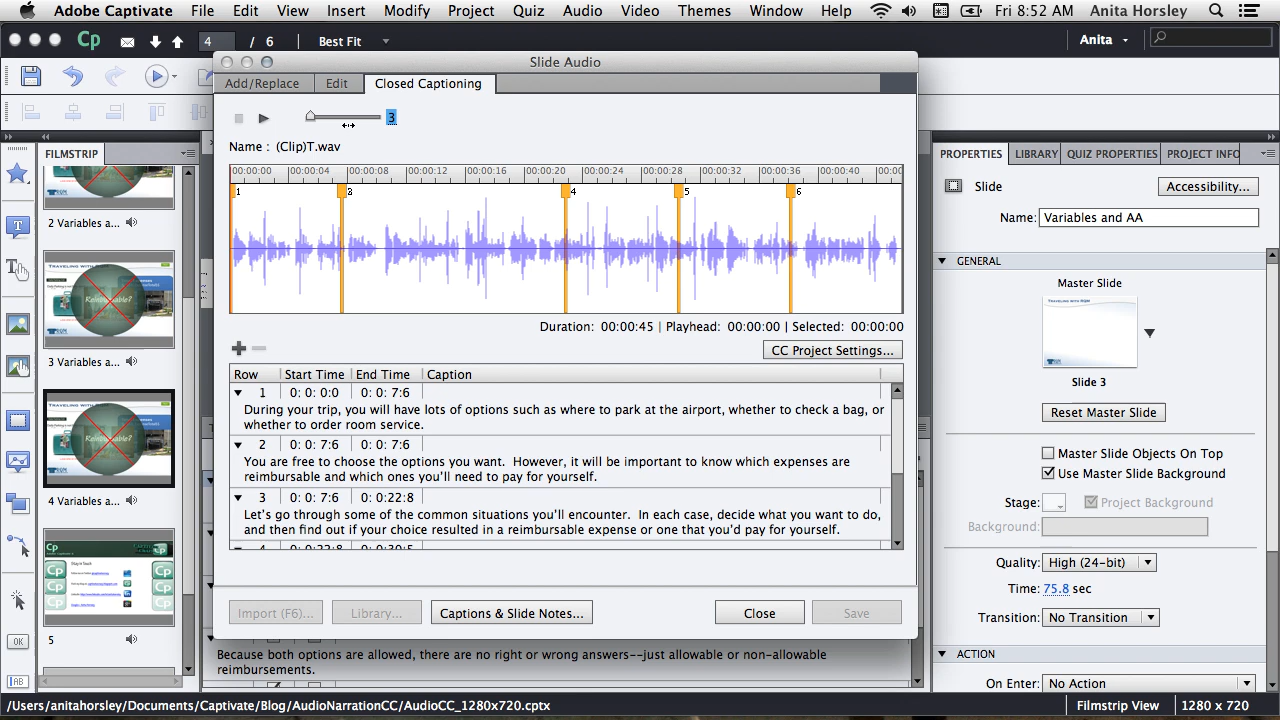 Adobe Captivate File Edit View Insert Modify Project Quiz Audio Video Themes Window Help Fri 8:52 AM Anita Horsley
Cp 4 / 6 Best Fit Anita
Slide Audio
Add/Replace Edit Closed Captioning
3
Name : (Clip)T.wav
00:00:00 00:00:04 00:00:08 00:00:12 00:00:16 00:00:20 00:00:24 00:00:28 00:00:32 00:00:36 00:00:40 00:00
1 3 4 5 6
Duration: 00:00:45 | Playhead: 00:00:00 | Selected: 00:00:00
CC Project Settings...
Row Start Time End Time Caption
1 0: 0: 0:0 0: 0: 7:6
During your trip, you will have lots of options such as where to park at the airport, whether to check a bag, or
whether to order room service.
2 0: 0: 7:6 0: 0: 7:6
You are free to choose the options you want. However, it will be important to know which expenses are
reimbursable and which ones you'll need to pay for yourself.
3 0: 0: 7:6 0: 0:22:8
Let's go through some of the common situations you'll encounter. In each case, decide what you want to do,
and then find out if your choice resulted in a reimbursable expense or one that you'd pay for yourself.
4 0: 0:22:8 0: 0:30:5
Import (F6)... Library... Captions & Slide Notes... Close Save
Because both options are allowed, there are no right or wrong answers--just allowable or non-allowable
reimbursements.
FILMSTRIP
2 Variables a...
Reimbursable?
3 Variables a...
Reimbursable?
4 Variables a...
5
OK
AB
PROPERTIES LIBRARY QUIZ PROPERTIES PROJECT INFO
Slide Accessibility...
Name: Variables and AA
GENERAL
Master Slide
Slide 3
Reset Master Slide
Master Slide Objects On Top
Use Master Slide Background
Stage: Project Background
Background:
Quality: High (24-bit)
Time: 75.8 sec
Transition: No Transition
ACTION
On Enter: No Action
/Users/anitahorsley/Documents/Captivate/Blog/AudioNarrationCC/AudioCC_1280x720.cptx Filmstrip View 1280 x 720